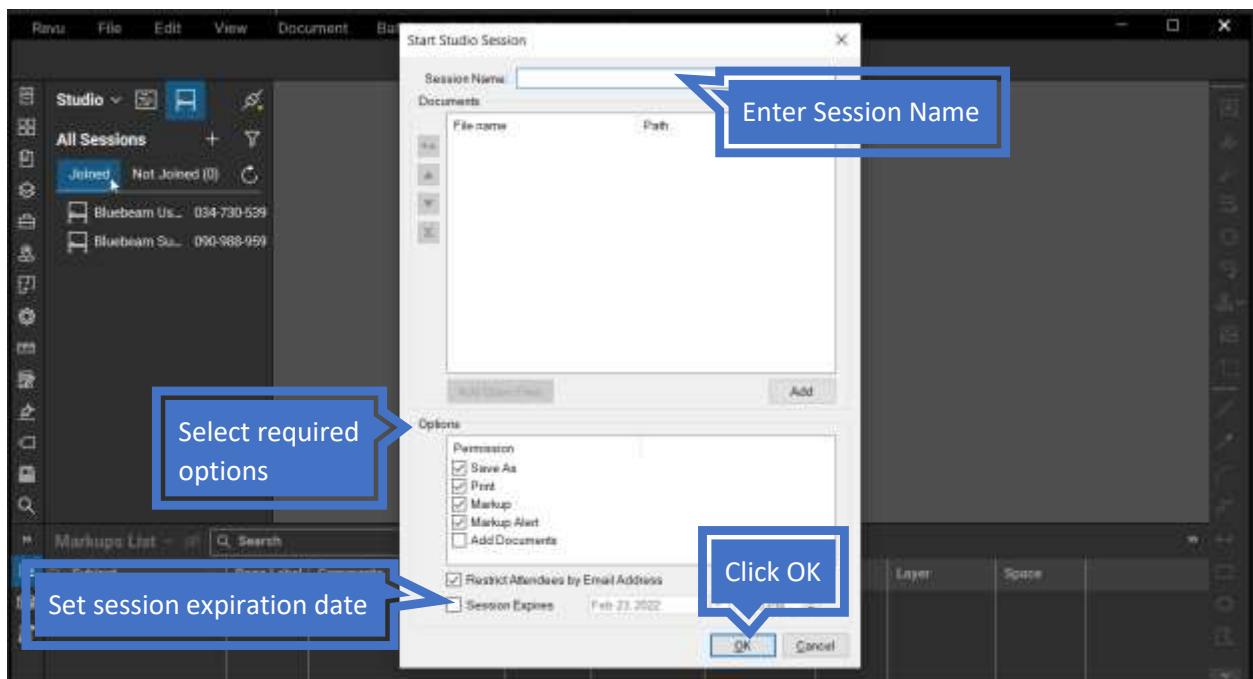 Revu File Edit View Document
Start Studio Session
Session Name
Enter Session Name
Studio
Documents
File name Path
All Sessions
Joined Not Joined (0)
Bluebeam Us... 034-730-539
Bluebeam Su... 090-988-959
Add Open Files Add
Select required
options
Options
Permission
Save As
Print
Markup
Markup Alert
Add Documents
Markups List Search
Click OK
Layer Space
Restrict Attendees by Email Address
Set session expiration date
Session Expires Feb 23, 2022
OK Cancel